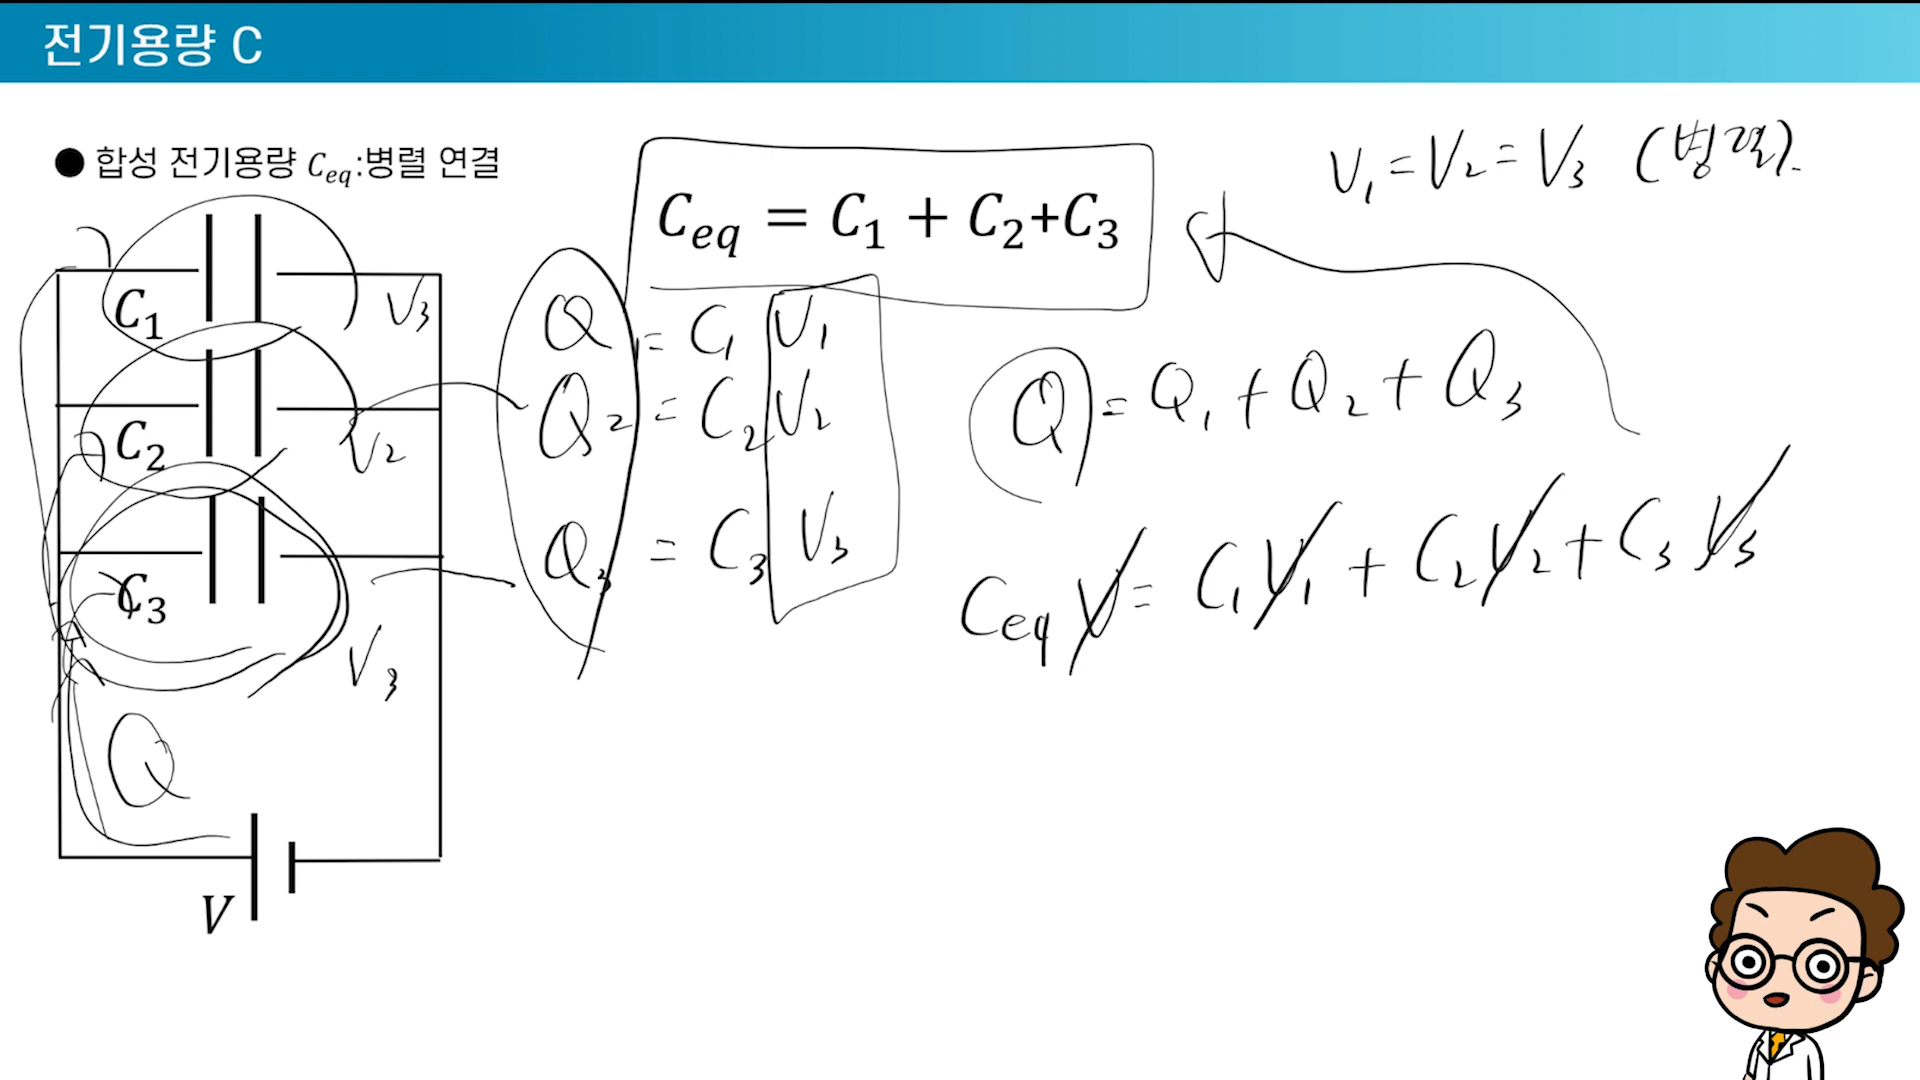 전기용량 C
● 합성 전기용량 C_eq:병렬 연결
C_eq = C_1 + C_2+C_3
V_1 = V_2 = V_3 (병렬).
C_1
V_3
C_2
V_2
C_3
V_3
Q
V
Q_1 = C_1 V_1
Q_2 = C_2 V_2
Q_3 = C_3 V_3
Q = Q_1 + Q_2 + Q_3
C_eq V = C_1 V_1 + C_2 V_2 + C_3 V_3